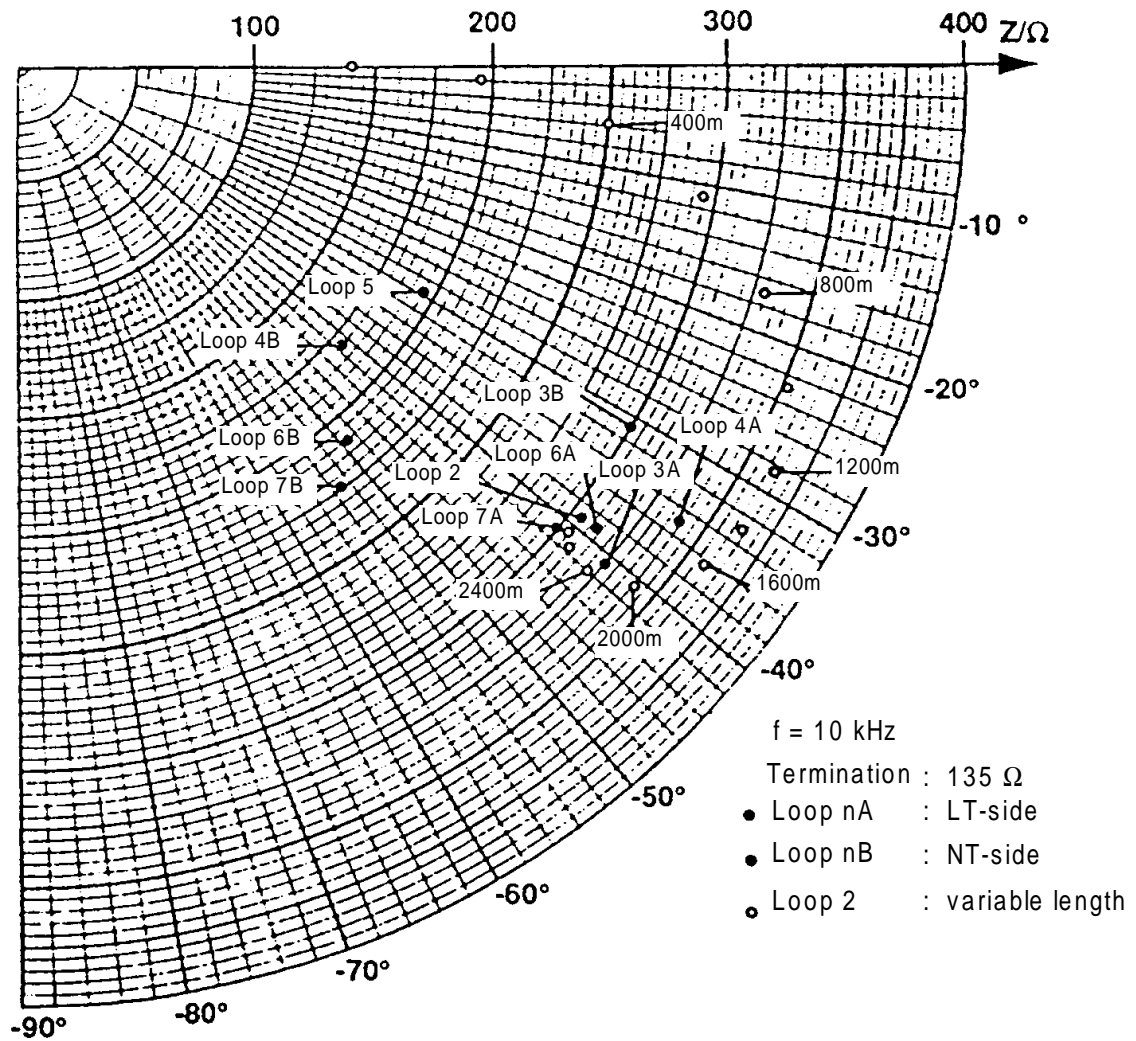 100 200 300 400 Z/Ω
400m
-10 °
Loop 5
800m
Loop 4B
-20°
Loop 3B
Loop 4A
Loop 6B
Loop 6A
Loop 2
Loop 3A
1200m
Loop 7B
Loop 7A
-30°
2400m
1600m
2000m
-40°
f = 10 kHz
Termination : 135 Ω
-50°
Loop nA : LT-side
Loop nB : NT-side
-60°
Loop 2 : variable length
-70°
-80°
-90°